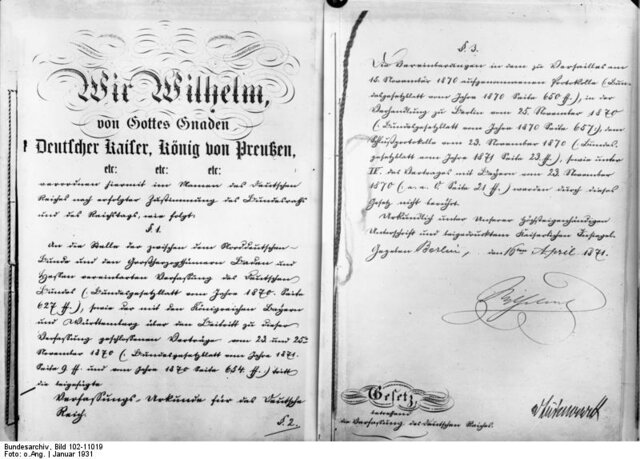 Wir Wilhelm,
von Gottes Gnaden
Deutscher Kaiser, König von Preußen,
etc: etc: etc:
verordnen hiermit im Namen des Deutschen
Reichs, nach erfolgter Zustimmung des Bundesraths
und des Reichstags, wie folgt:
§ 1.
An die Stelle der zwischen dem Norddeutschen
Bunde und den Großherzogthümern Baden und
Hessen vereinbarten Verfassung des Deutschen
Bundes (Bundesgesetzblatt vom Jahre 1870. Seite
627 ff.), sowie der mit den Königreichen Bayern
und Württemberg über den Beitritt zu dieser
Verfassung geschlossenen Verträge vom 23 und 25ten
November 1870 (Bundesgesetzblatt vom Jahre 1871.
Seite 9 ff. und vom Jahre 1870 Seite 654 ff.) tritt
die beigefügte
Verfassungs-Urkunde für das Deutsche
Reich.
§ 2.
§. 3.
Die Vereinbarungen in dem zu Versailles am
15. November 1870 aufgenommenen Protokolle (Bun-
desgesetzblatt vom Jahre 1870 Seite 650 ff.), in der
Verhandlung zu Berlin vom 25. November 1870
(Bundesgesetzblatt vom Jahre 1870 Seite 657), dem
Schlußprotokolle vom 23. November 1870 (Bundes-
gesetzblatt vom Jahre 1871 Seite 23 ff.), sowie unter
IV. des Vertrages mit Bayern vom 23. November
1870 (a. a. O. Seite 21 ff.) werden durch dieses
Gesetz nicht berührt.
Urkundlich unter Unserer Höchsteigenhändigen
Unterschrift und beigedrucktem Kaiserlichen Insiegel.
Gegeben Berlin, den 16ten April 1871.
Wilhelm
Gesetz,
betreffend
die Verfassung des Deutschen Reiches.
Bundesarchiv, Bild 102-11019
Foto: o.Ang. | Januar 1931